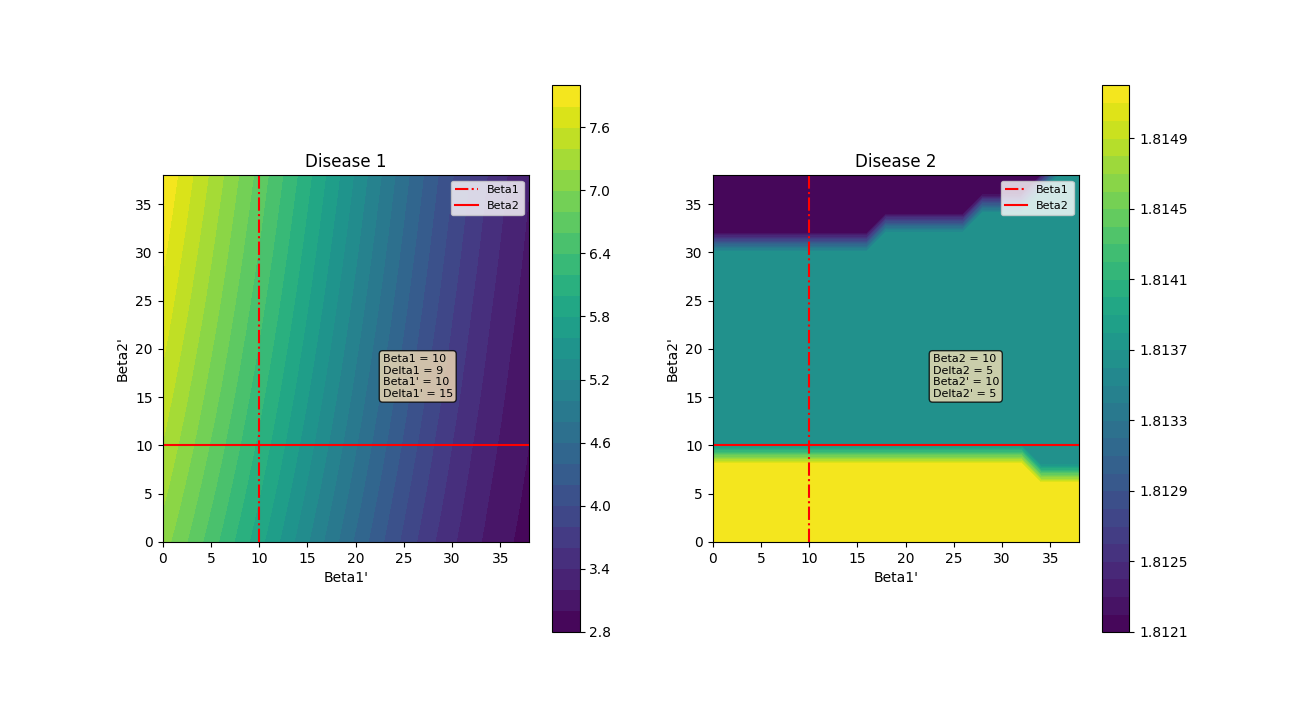 Disease 1
Beta1
Beta2
35
30
25
20
15
10
5
0
Beta2'
Beta1 = 10
Delta1 = 9
Beta1' = 10
Delta1' = 15
0 5 10 15 20 25 30 35
Beta1'
7.6
7.0
6.4
5.8
5.2
4.6
4.0
3.4
2.8
Disease 2
Beta1
Beta2
35
30
25
20
15
10
5
0
Beta2'
Beta2 = 10
Delta2 = 5
Beta2' = 10
Delta2' = 5
0 5 10 15 20 25 30 35
Beta1'
1.8149
1.8145
1.8141
1.8137
1.8133
1.8129
1.8125
1.8121